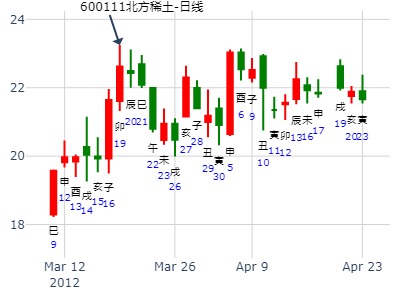 600111北方稀土-日线
24
22
20
18
巳
9
申
12
酉
13
戌
14
亥
15
子
16
卯
19
辰
20
巳
21
午
22
未
23
戌
26
亥
27
子
28
丑
29
寅
30
申
5
酉
6
子
9
丑
10
寅
11
卯
12
辰
13
未
16
申
17
戌
19
亥
20
寅
23
Mar 12
2012
Mar 26
Apr 9
Apr 23